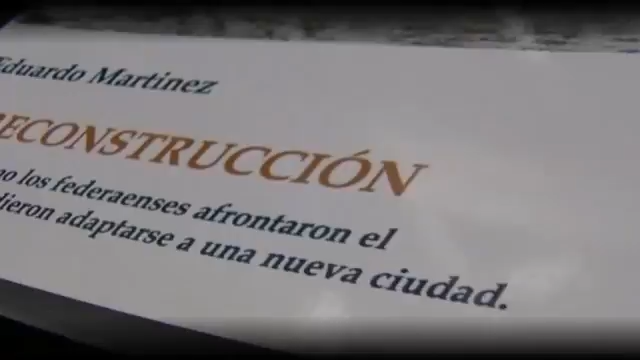 Eduardo Martinez
RECONSTRUCCIÓN
los federaenses afrontaron el
adaptarse a una nueva ciudad.